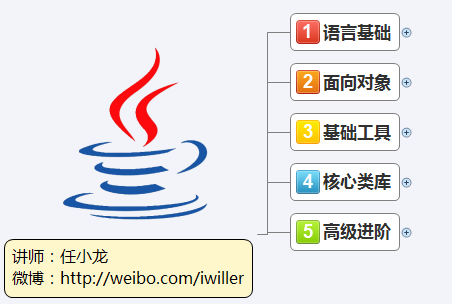 1 语言基础
2 面向对象
3 基础工具
4 核心类库
5 高级进阶
讲师：任小龙
微博：http://weibo.com/iwiller